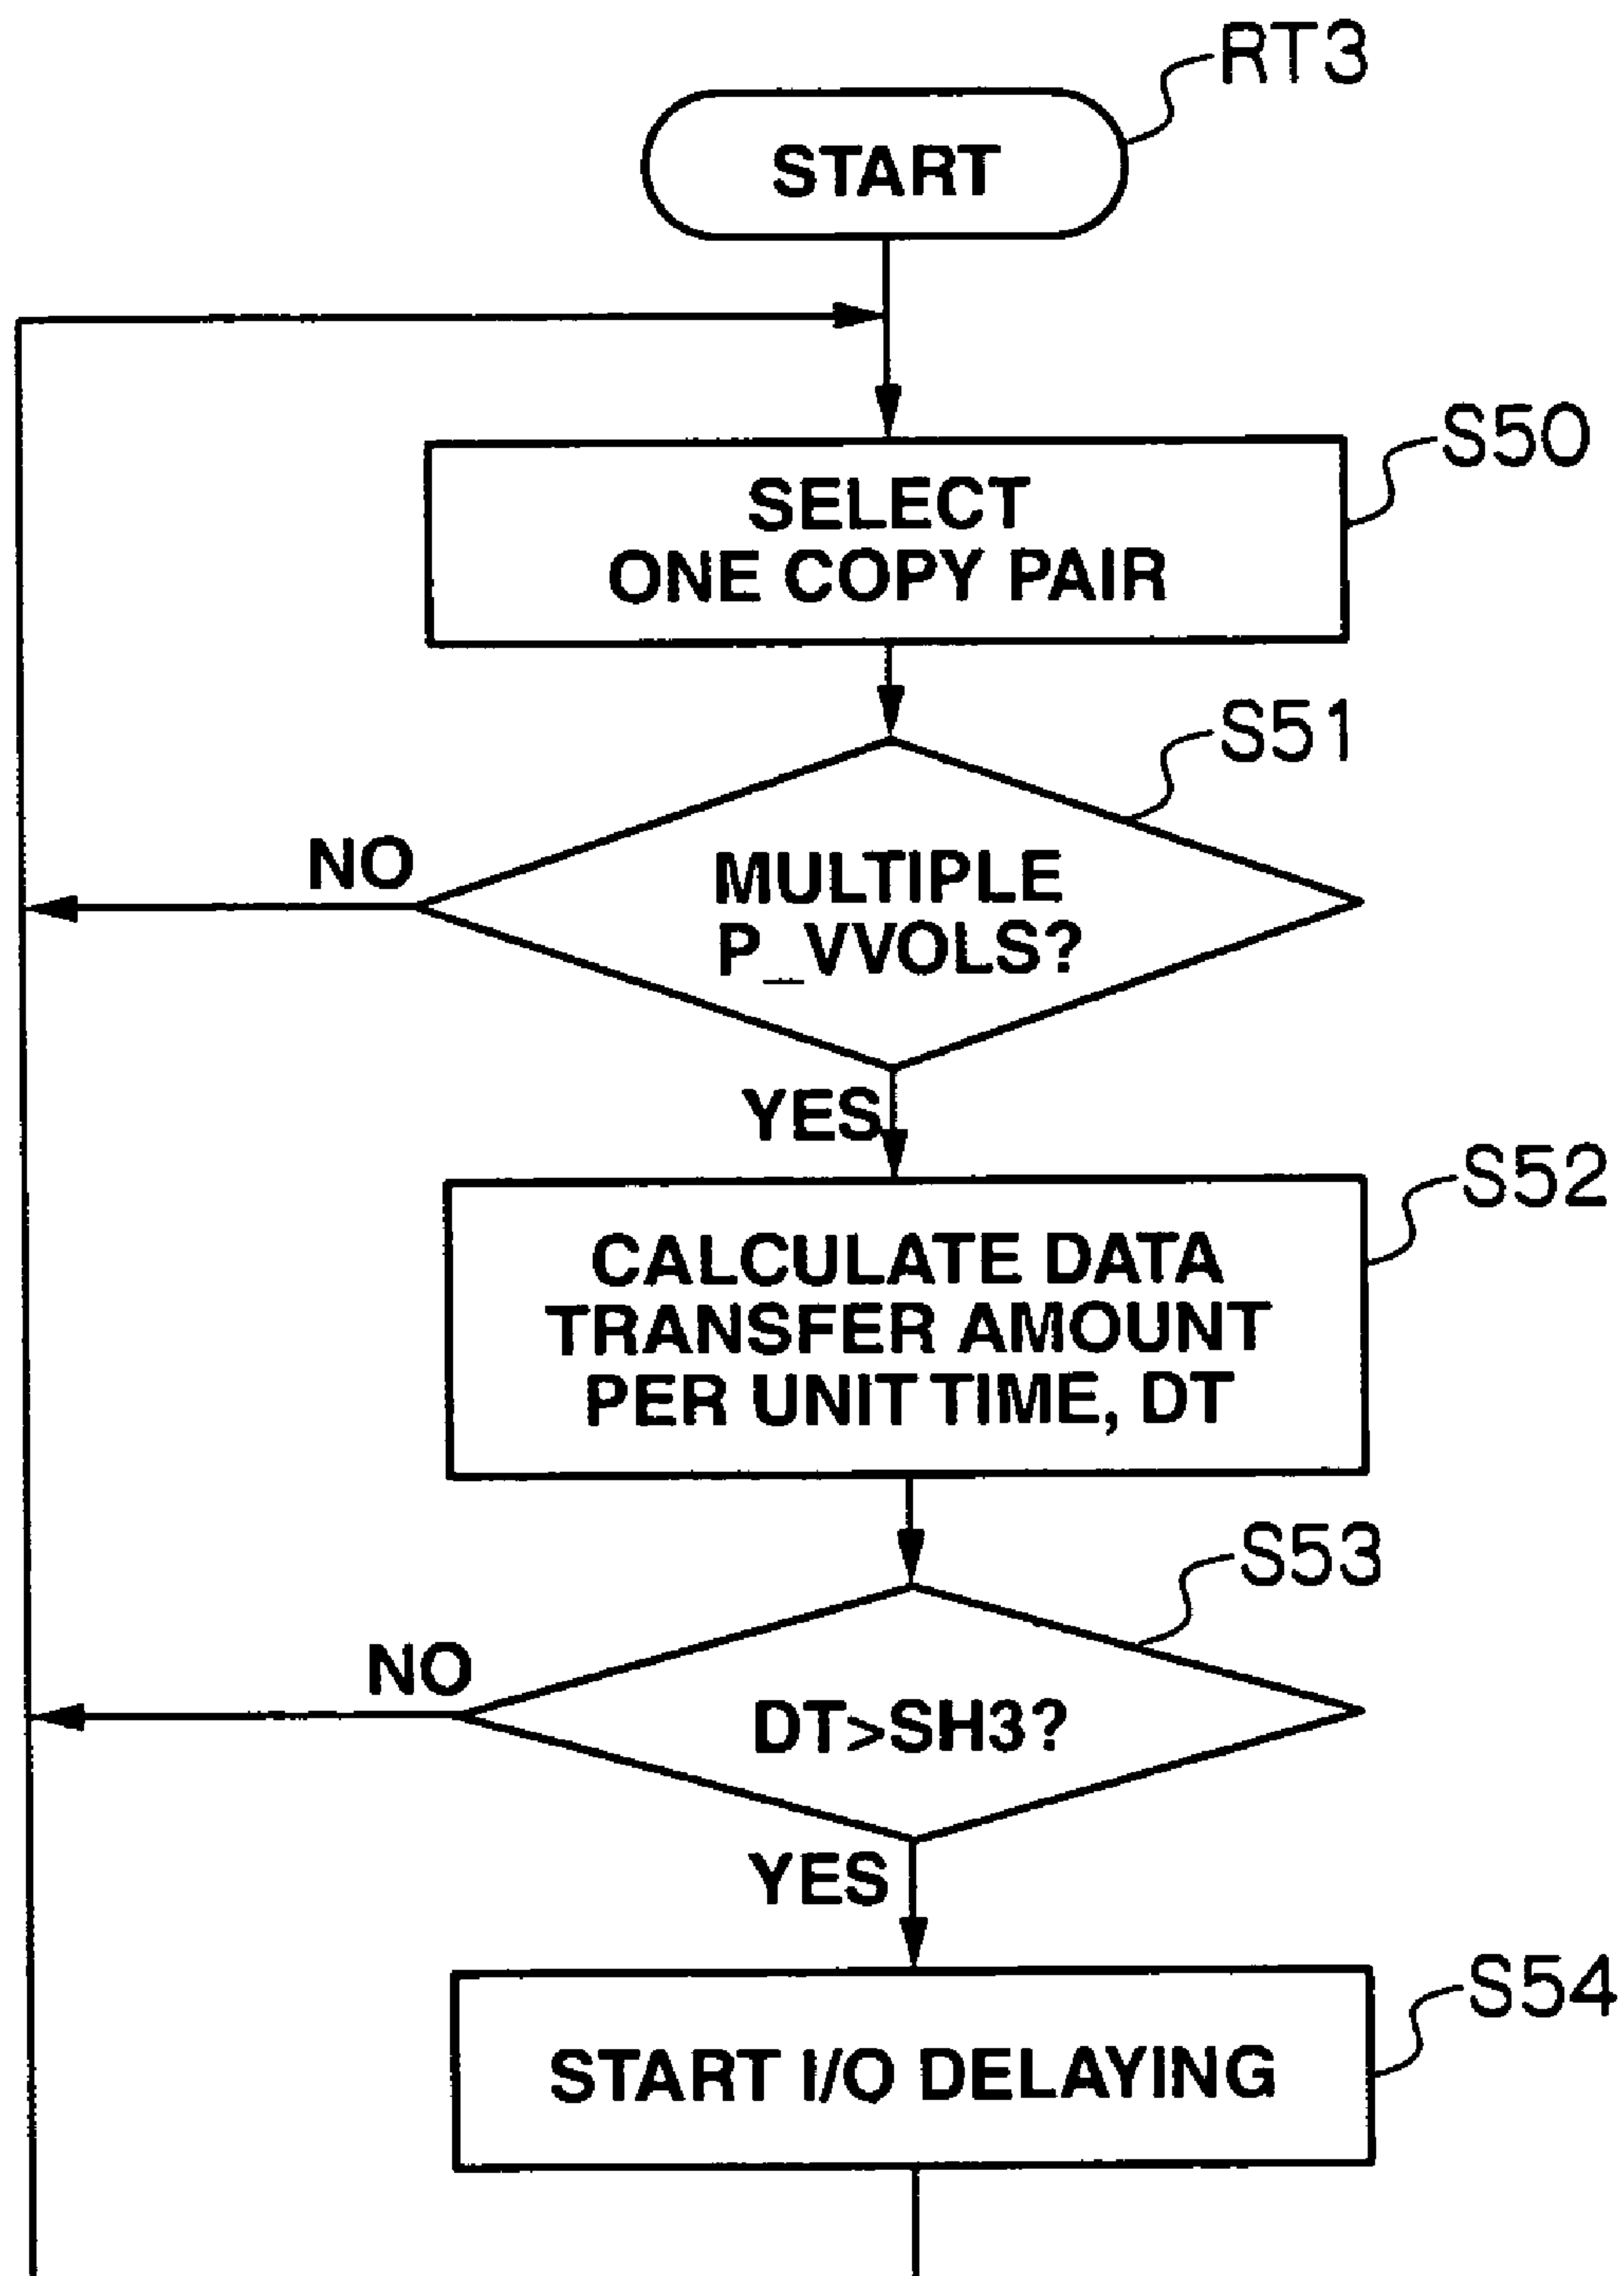 RT3
START
S50
SELECT
ONE COPY PAIR
S51
NO
MULTIPLE
P_VVOLS?
YES
S52
CALCULATE DATA
TRANSFER AMOUNT
PER UNIT TIME, DT
S53
NO
DT>SH3?
YES
S54
START I/O DELAYING